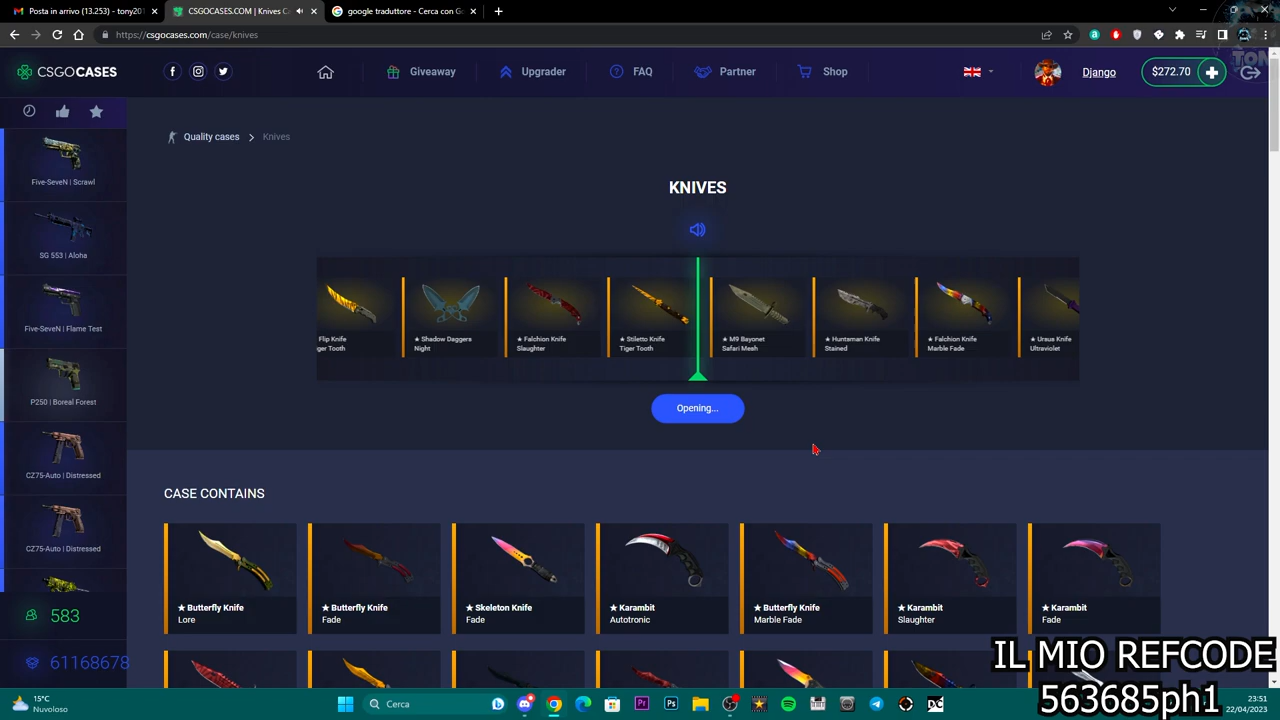 Posta in arrivo (13.253) - tony201
CSGOCASES.COM | Knives C
google traduttore - Cerca con G
https://csgocases.com/case/knives
CSGOCASES
Giveaway
Upgrader
FAQ
Partner
Shop
Django
$272.70
Quality cases
Knives
KNIVES
Five-SeveN | Scrawl
SG 553 | Aloha
Five-SeveN | Flame Test
P250 | Boreal Forest
CZ75-Auto | Distressed
CZ75-Auto | Distressed
583
61168678
Flip Knife
ger Tooth
★ Shadow Daggers
Night
★ Falchion Knife
Slaughter
★ Stiletto Knife
Tiger Tooth
★ M9 Bayonet
Safari Mesh
★ Huntsman Knife
Stained
★ Falchion Knife
Marble Fade
★ Ursus Knife
Ultraviolet
Opening...
CASE CONTAINS
★ Butterfly Knife
Lore
★ Butterfly Knife
Fade
★ Skeleton Knife
Fade
★ Karambit
Autotronic
★ Butterfly Knife
Marble Fade
★ Karambit
Slaughter
★ Karambit
Fade
IL MIO REFCODE
563685ph1
15°C
Nuvoloso
Cerca
23:51
22/04/2023